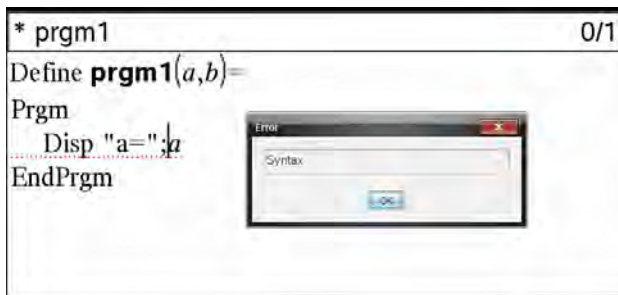 * prgm1 0/1
Define prgm1(a,b)=
Prgm
Disp "a=";a
EndPrgm
Error
Syntax
OK